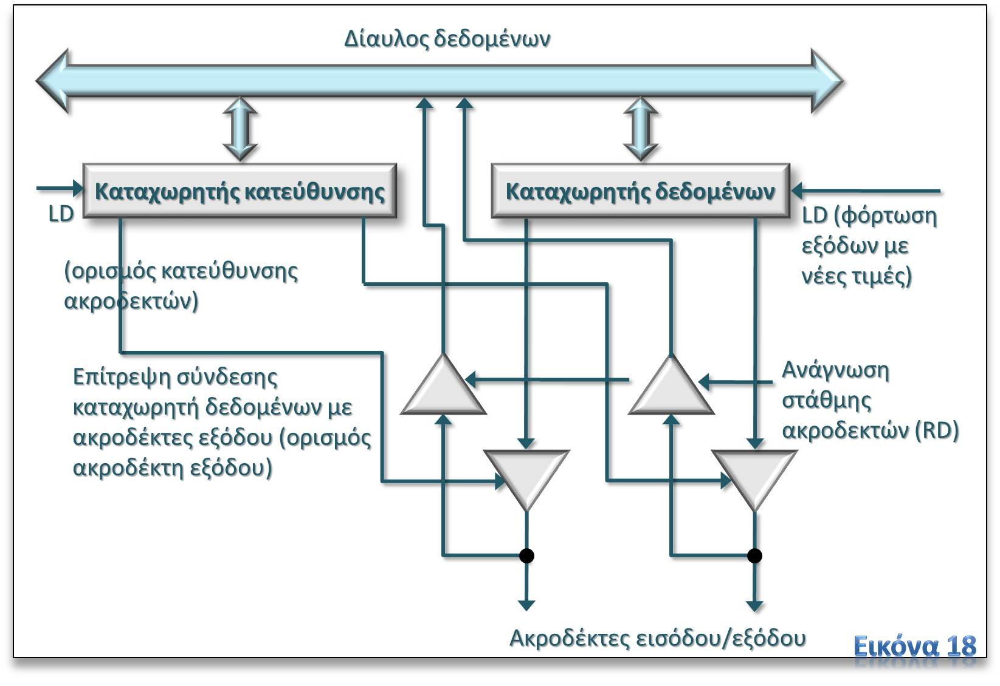 Δίαυλος δεδομένων
Καταχωρητής κατεύθυνσης
Καταχωρητής δεδομένων
LD
LD (φόρτωση
εξόδων με
νέες τιμές)
(ορισμός κατεύθυνσης
ακροδεκτών)
Επίτρεψη σύνδεσης
καταχωρητή δεδομένων με
ακροδέκτες εξόδου (ορισμός
ακροδέκτη εξόδου)
Ανάγνωση
στάθμης
ακροδεκτών (RD)
Ακροδέκτες εισόδου/εξόδου
Εικόνα 18